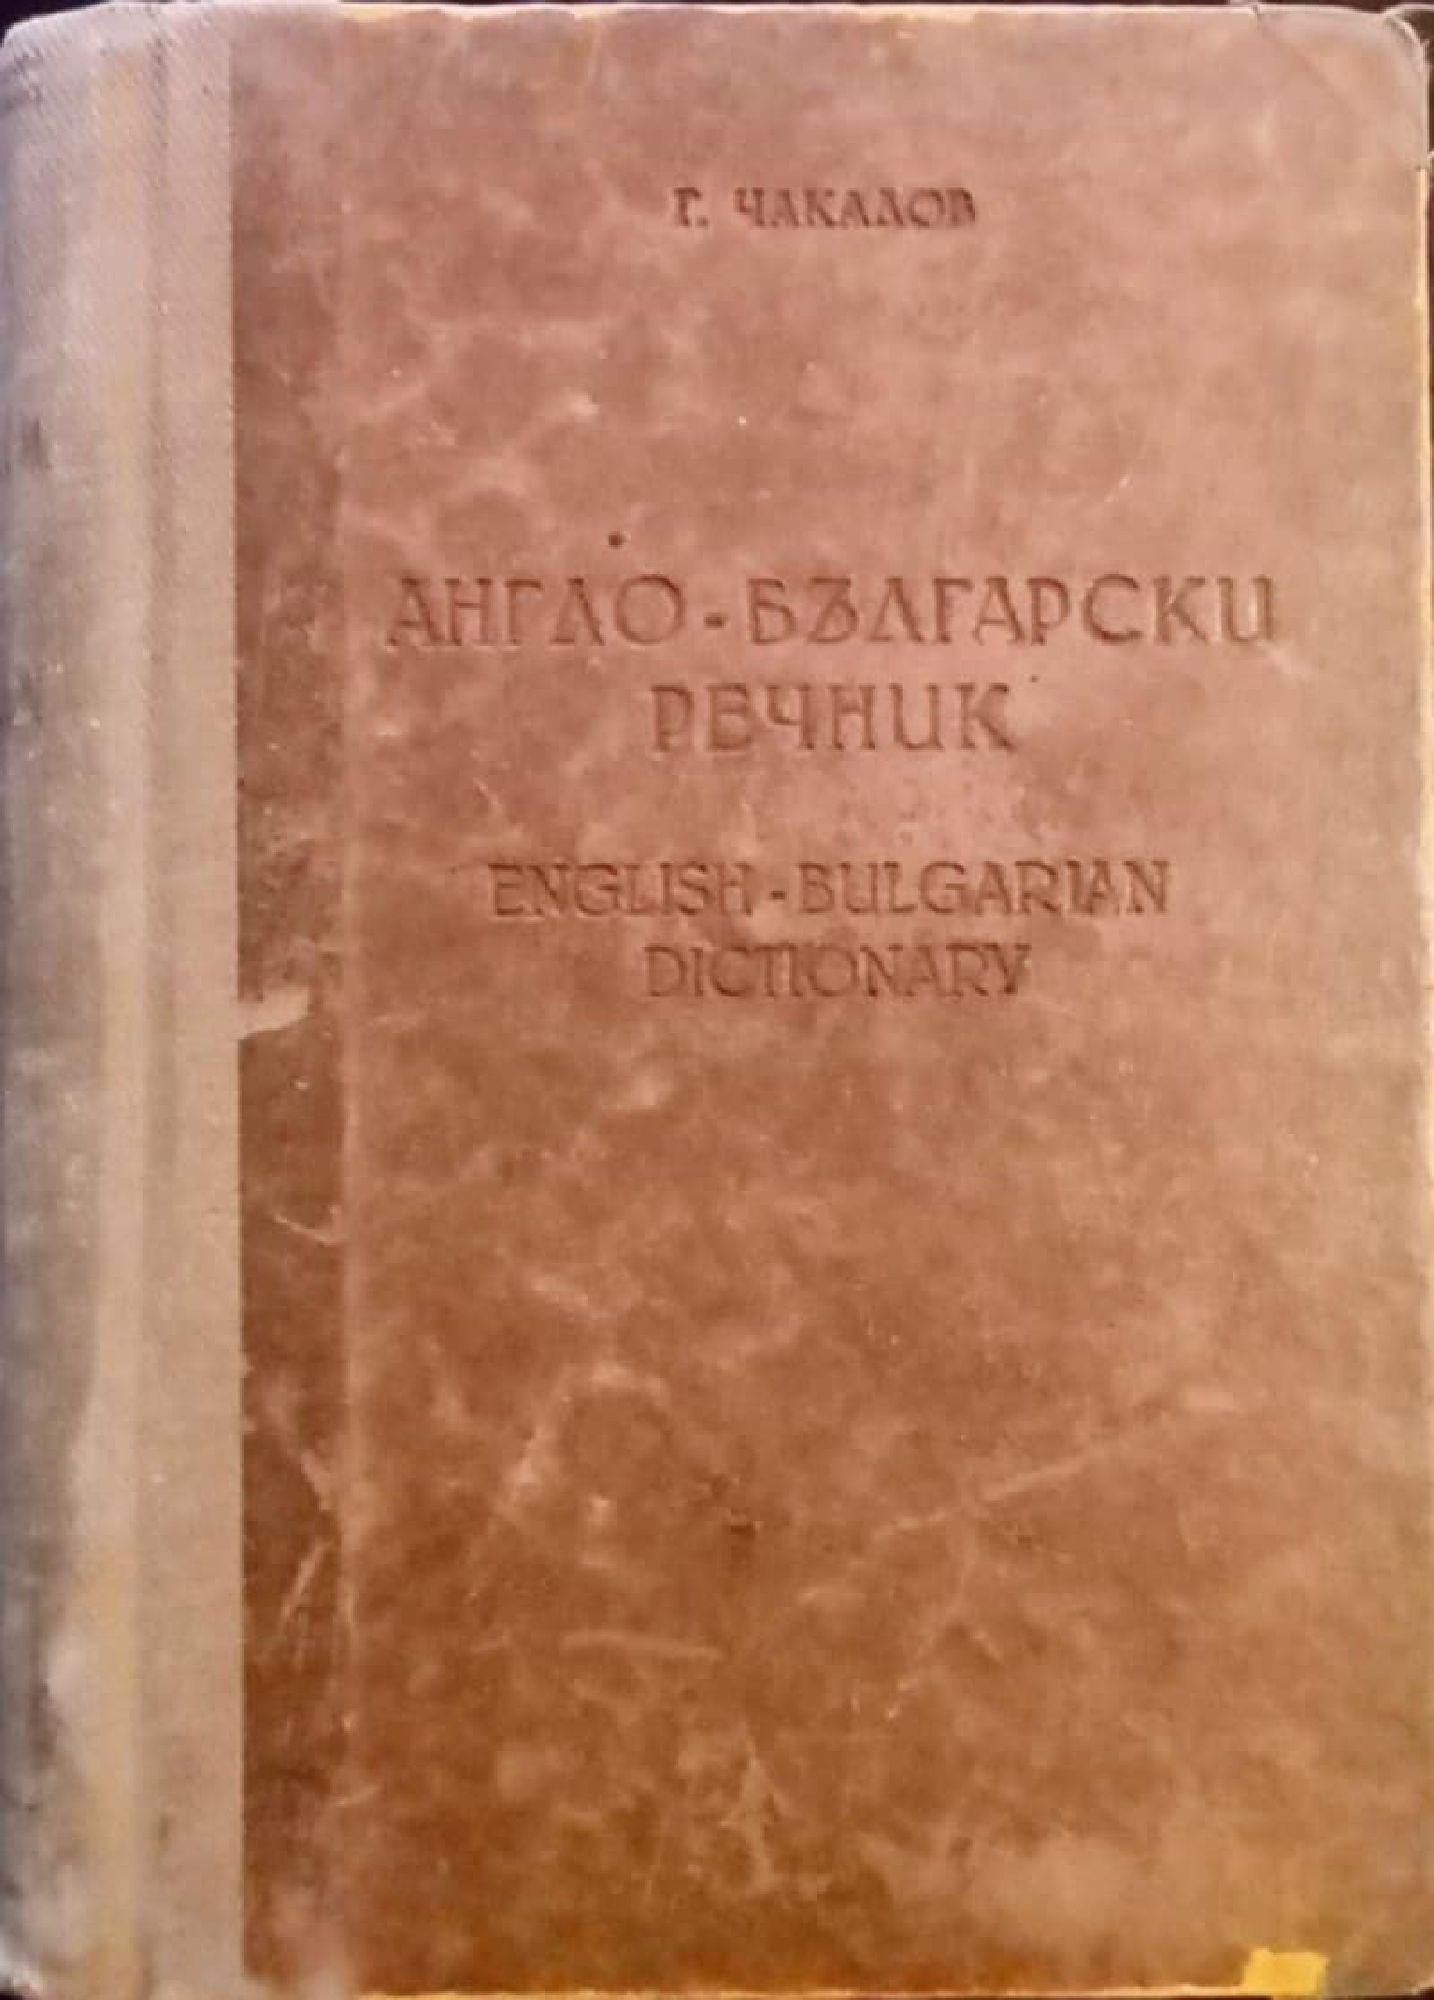 Г. ЧАКАЛОВ
АНГЛО-БЪЛГАРСКИ
РЕЧНИК
ENGLISH-BULGARIAN
DICTIONARY